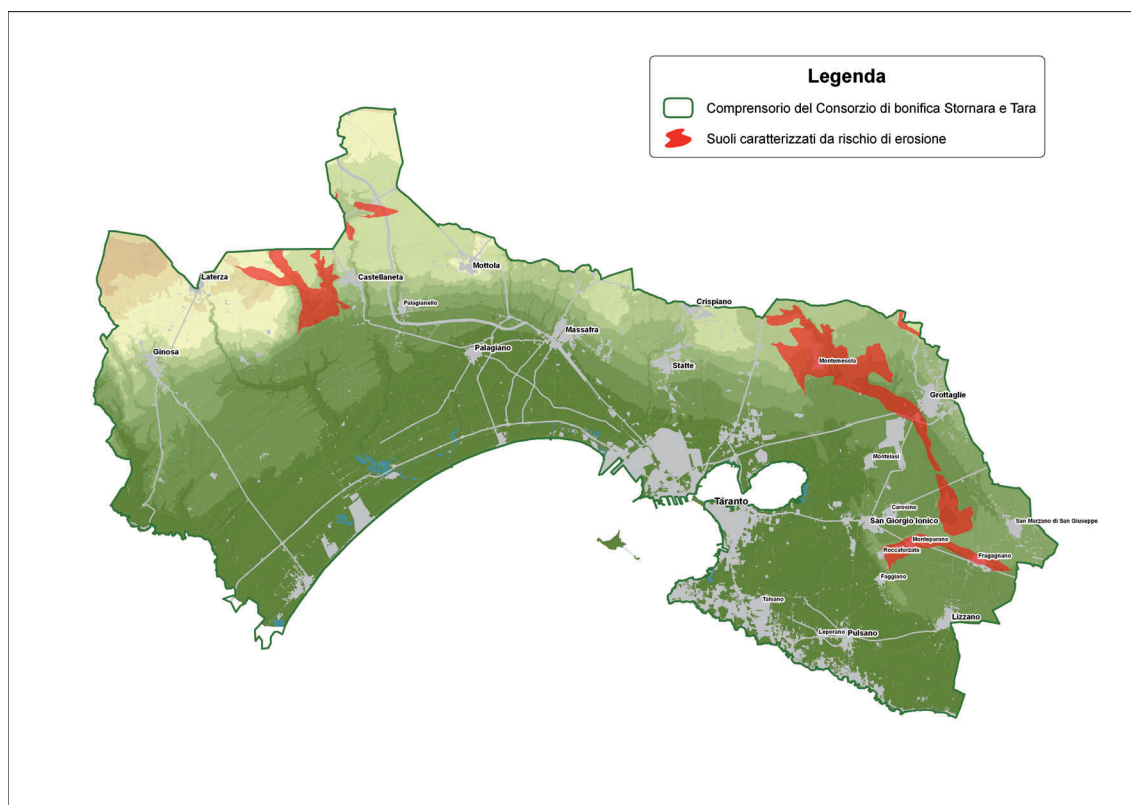 Legenda
Comprensorio del Consorzio di bonifica Stornara e Tara
Suoli caratterizzati da rischio di erosione
Laterza
Castellaneta
Mottola
Palagianello
Crispiano
Massafra
Ginosa
Palagiano
Statte
Montemesola
Grottaglie
Monteiasi
Taranto
Carosino
San Giorgio Ionico
San Marzano di San Giuseppe
Monteparano
Roccaforzata
Fragagnano
Faggiano
Talsano
Lizzano
Leporano
Pulsano